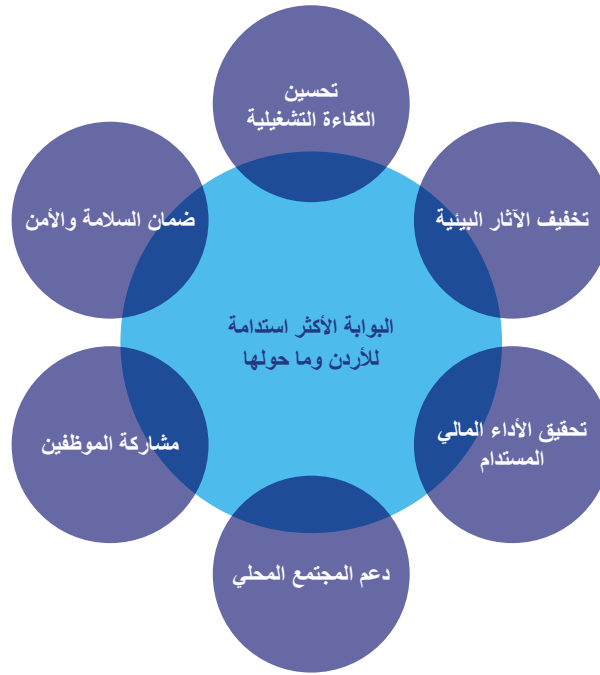 تحسين
الكفاءة التشغيلية
تخفيف الآثار البيئية
ضمان السلامة والأمن
البوابة الأكثر استدامة
للأردن وما حولها
تحقيق الأداء المالي
المستدام
مشاركة الموظفين
دعم المجتمع المحلي